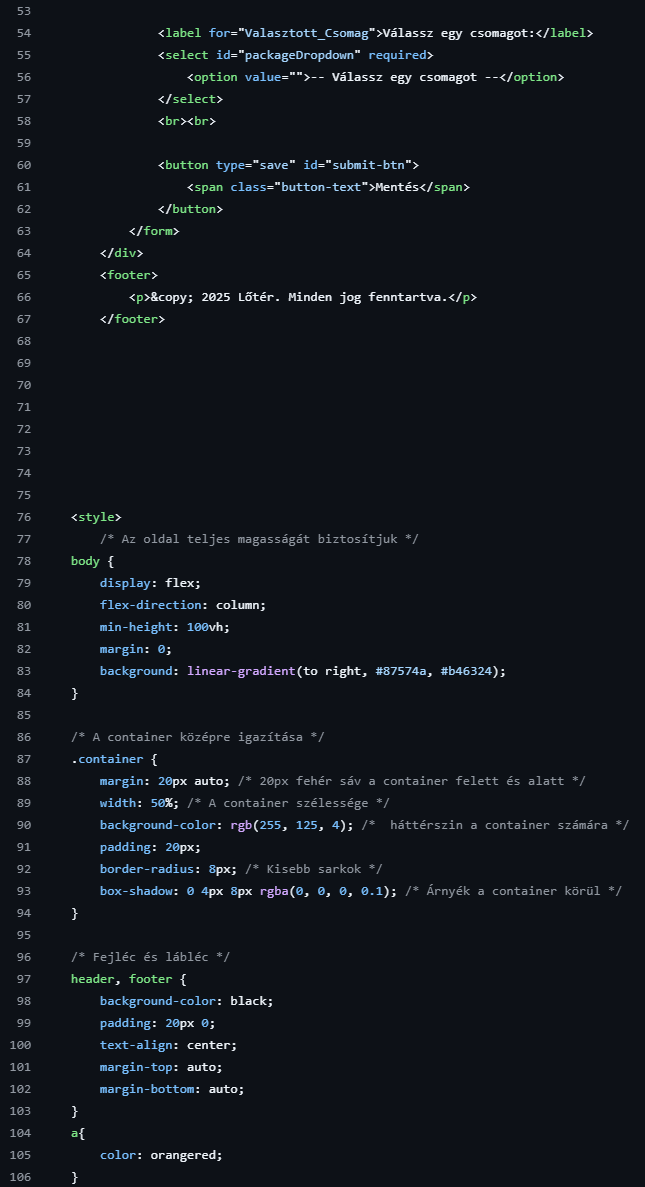 53
54                 <label for="Valasztott_Csomag">Válassz egy csomagot:</label>
55                 <select id="packageDropdown" required>
56                     <option value="">-- Válassz egy csomagot --</option>
57                 </select>
58                 <br><br>
59
60                 <button type="save" id="submit-btn">
61                     <span class="button-text">Mentés</span>
62                 </button>
63             </form>
64         </div>
65         <footer>
66             <p>&copy; 2025 Lőtér. Minden jog fenntartva.</p>
67         </footer>
68
69
70
71
72
73
74
75
76     <style>
77         /* Az oldal teljes magasságát biztosítjuk */
78     body {
79         display: flex;
80         flex-direction: column;
81         min-height: 100vh;
82         margin: 0;
83         background: linear-gradient(to right, #87574a, #b46324);
84     }
85
86     /* A container középre igazítása */
87     .container {
88         margin: 20px auto; /* 20px fehér sáv a container felett és alatt */
89         width: 50%; /* A container szélessége */
90         background-color: rgb(255, 125, 4); /*  háttérszin a container számára */
91         padding: 20px;
92         border-radius: 8px; /* Kisebb sarkok */
93         box-shadow: 0 4px 8px rgba(0, 0, 0, 0.1); /* Árnyék a container körül */
94     }
95
96     /* Fejléc és lábléc */
97     header, footer {
98         background-color: black;
99         padding: 20px 0;
100         text-align: center;
101         margin-top: auto;
102         margin-bottom: auto;
103     }
104     a{
105         color: orangered;
106     }